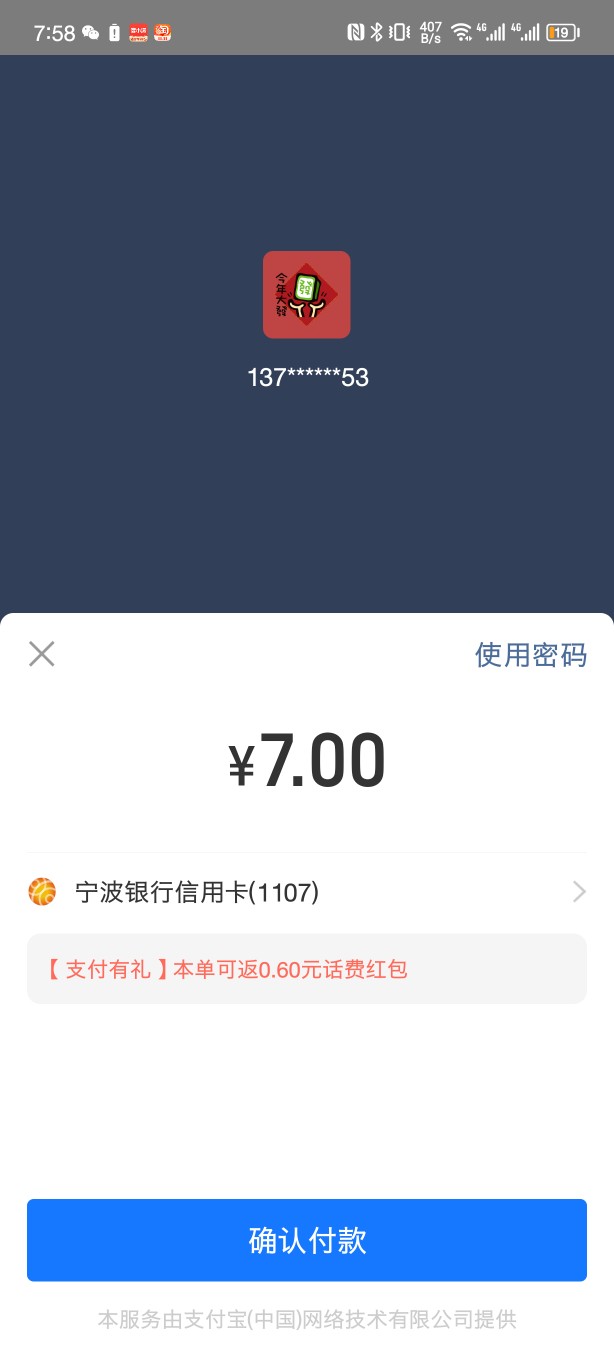 7:58
407
B/s
4G
4G
19
今年大發
發
137******53
使用密码
¥7.00
宁波银行信用卡(1107)
【支付有礼】本单可返0.60元话费红包
确认付款
本服务由支付宝(中国)网络技术有限公司提供